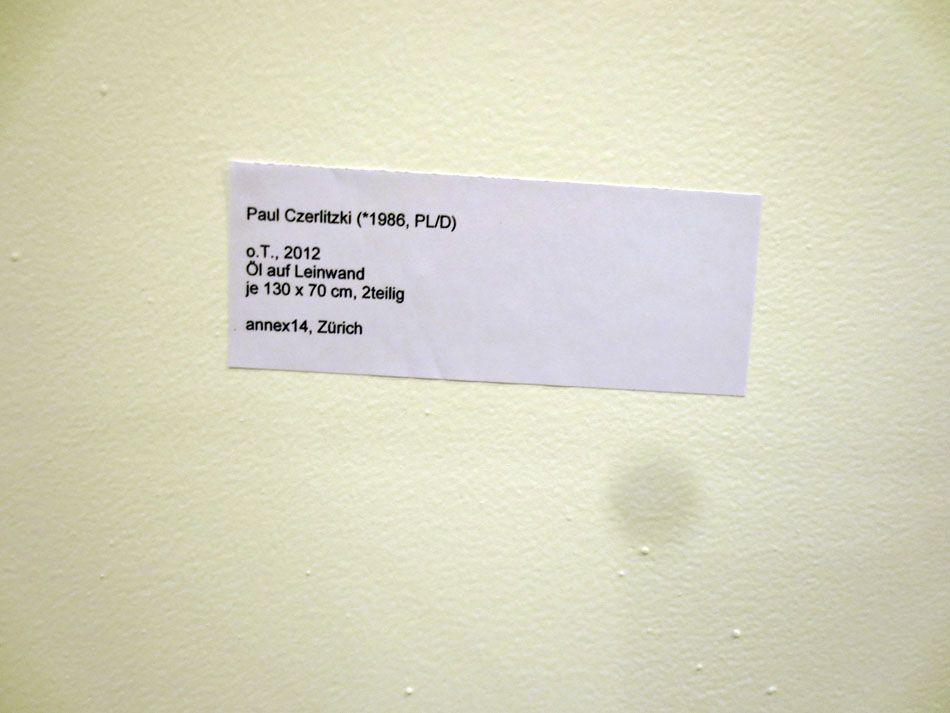 Paul Czerlitzki (*1986, PL/D)
o.T., 2012
Öl auf Leinwand
je 130 x 70 cm, 2teilig
annex14, Zürich